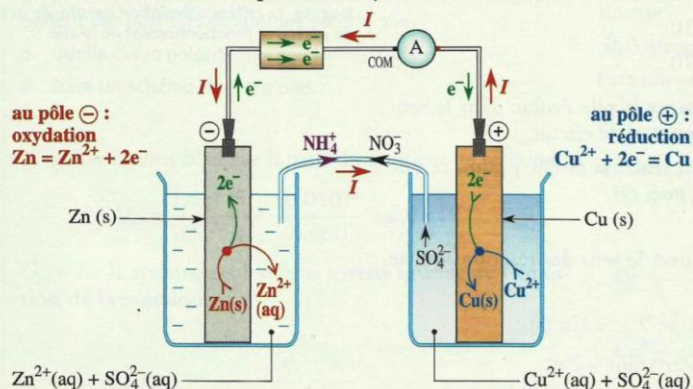 I
e⁻
e⁻
COM
A
I
e⁻
e⁻
I
au pôle ⊖ :
oxydation
Zn = Zn²⁺ + 2e⁻
⊖
NH₄⁺
NO₃⁻
I
⊕
au pôle ⊕ :
réduction
Cu²⁺ + 2e⁻ = Cu
2e⁻
2e⁻
Zn (s)
Cu (s)
SO₄²⁻
Zn(s)
Zn²⁺
(aq)
Cu(s)
Cu²⁺
Zn²⁺(aq) + SO₄²⁻(aq)
Cu²⁺(aq) + SO₄²⁻(aq)